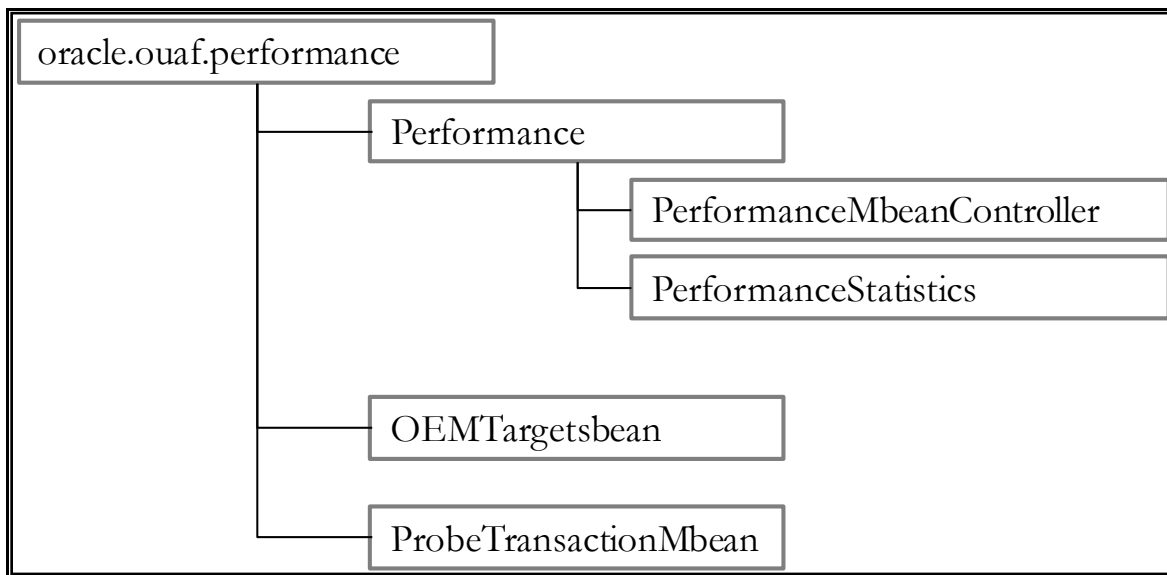 oracle.ouaf.performance
Performance
PerformanceMbeanController
PerformanceStatistics
OEMTargetsbean
ProbeTransactionMbean